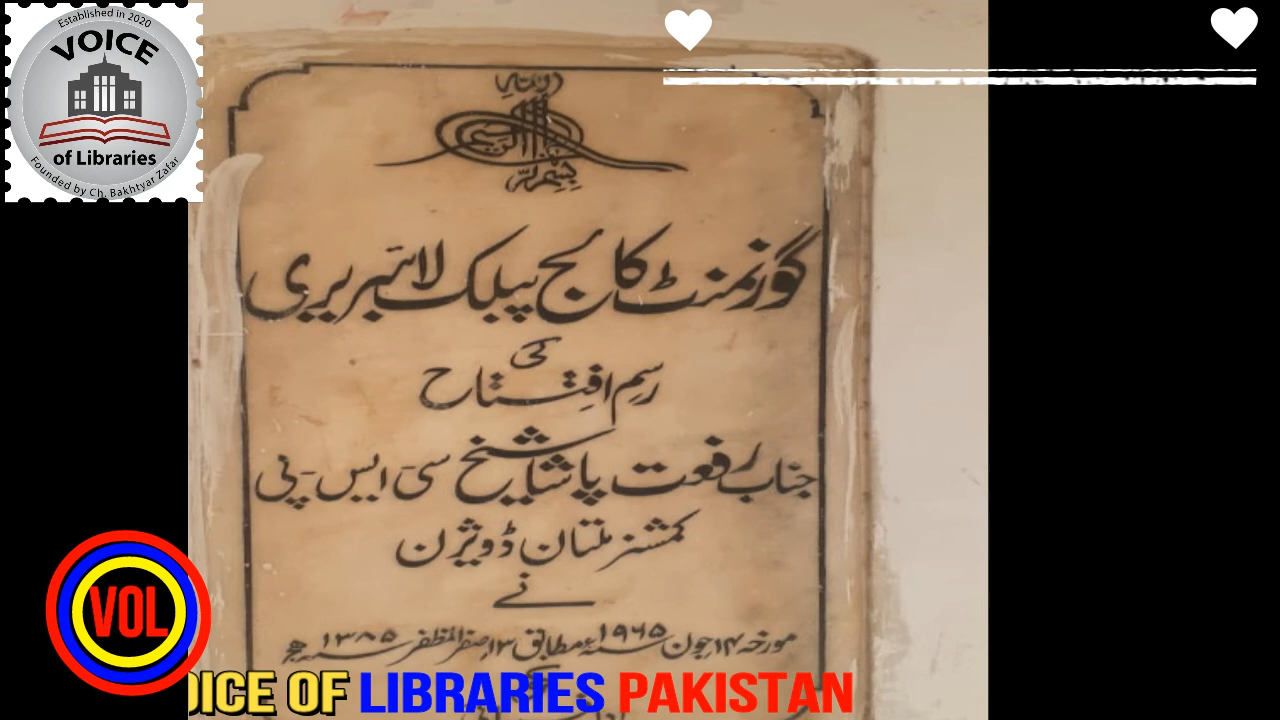 Established in 2020
VOICE
of Libraries
Founded by Ch. Bakhtyar Zafar
گورنمنٹ کالج پبلک لائبریری
کی
رسم افتتاح
جناب رفعت پاشا شیخ سی-ایس-پی
کمشنر ملتان ڈویژن
نے
مورخہ ۱۴ جون ۱۹۶۵ء مطابق ۱۳ صفر المظفر سنہ ۱۳۸۵ھ
VOL
OICE OF LIBRARIES PAKISTAN